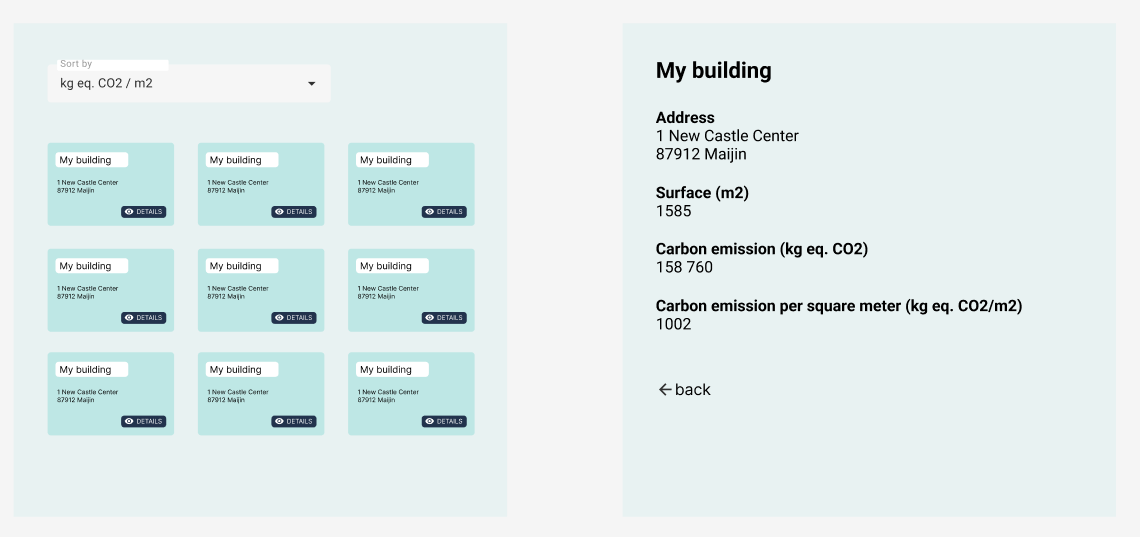 Sort by
kg eq. CO2 / m2
My building
1 New Castle Center
87912 Maijin
DETAILS
My building
1 New Castle Center
87912 Maijin
DETAILS
My building
1 New Castle Center
87912 Maijin
DETAILS
My building
1 New Castle Center
87912 Maijin
DETAILS
My building
1 New Castle Center
87912 Maijin
DETAILS
My building
1 New Castle Center
87912 Maijin
DETAILS
My building
1 New Castle Center
87912 Maijin
DETAILS
My building
1 New Castle Center
87912 Maijin
DETAILS
My building
1 New Castle Center
87912 Maijin
DETAILS
My building
Address
1 New Castle Center
87912 Maijin
Surface (m2)
1585
Carbon emission (kg eq. CO2)
158 760
Carbon emission per square meter (kg eq. CO2/m2)
1002
back